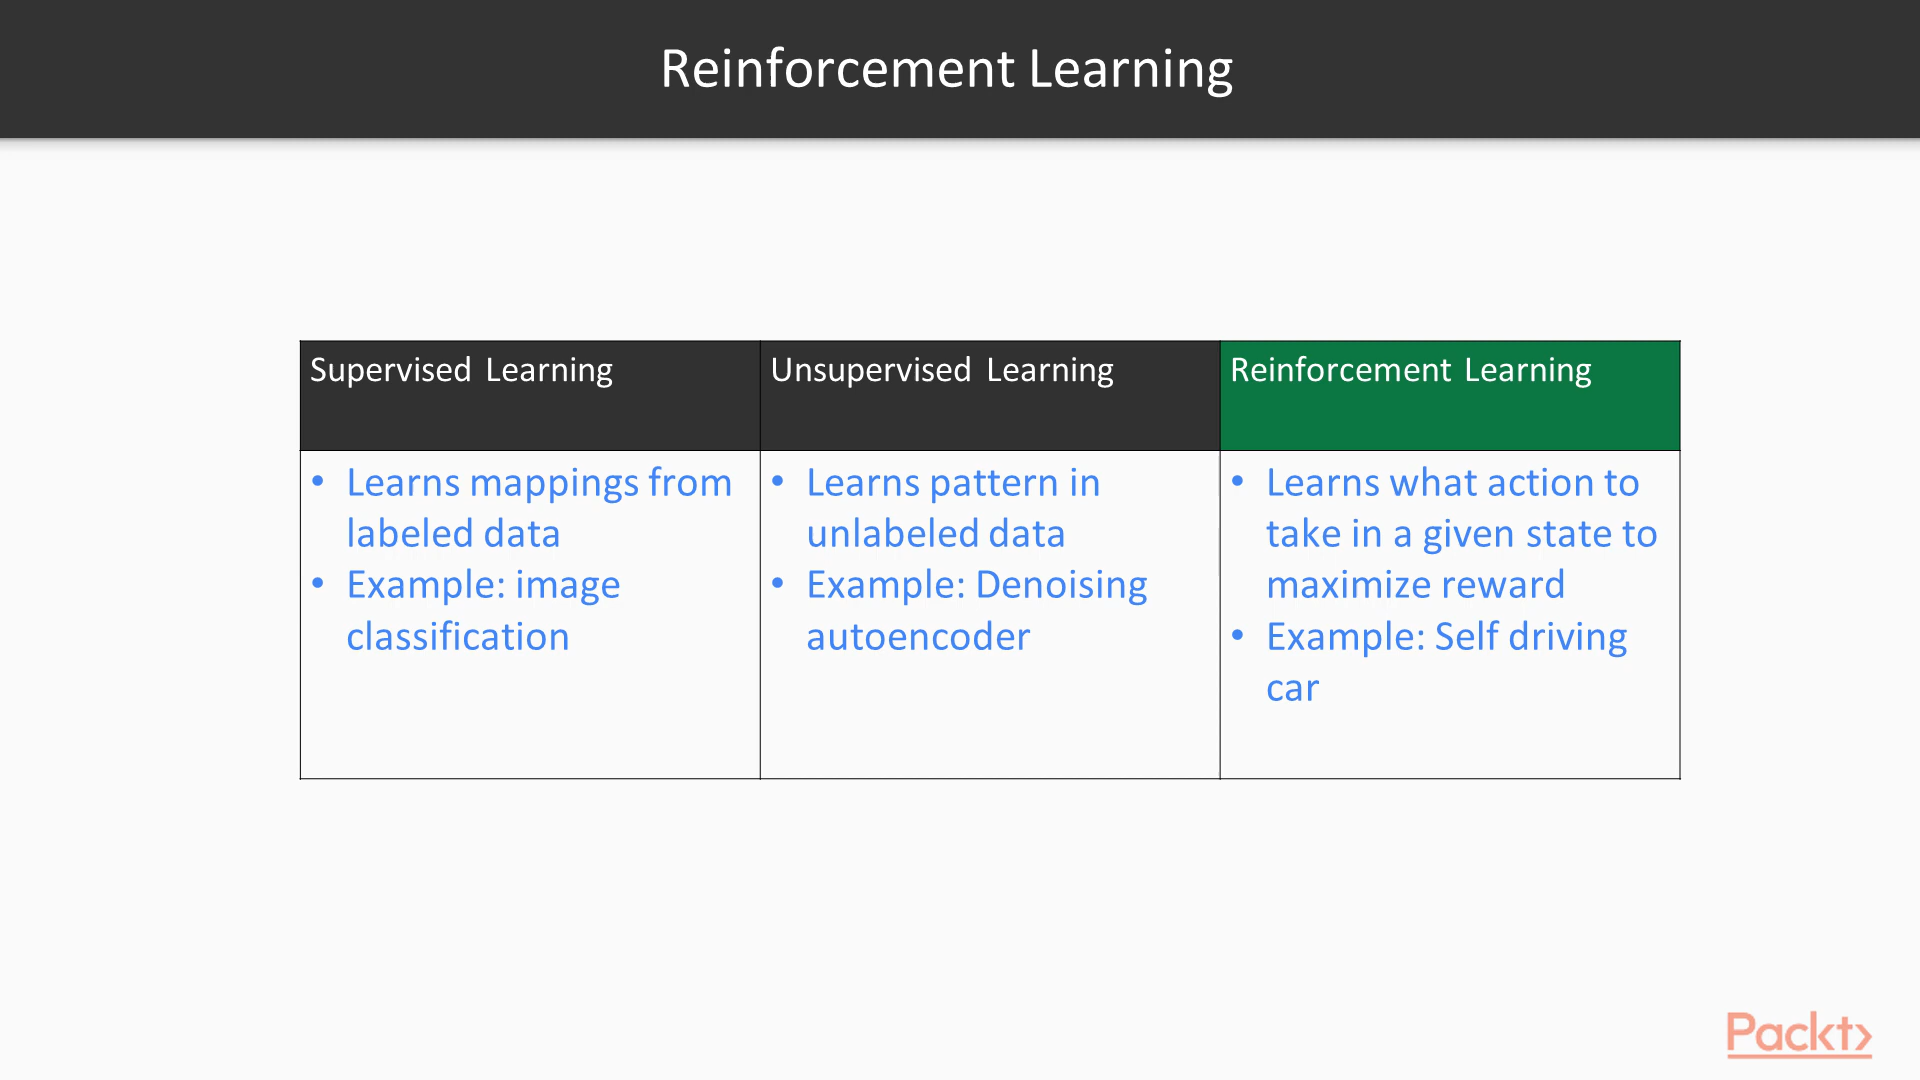 Reinforcement Learning
Supervised Learning
Unsupervised Learning
Reinforcement Learning
• Learns mappings from
labeled data
• Example: image
classification
• Learns pattern in
unlabeled data
• Example: Denoising
autoencoder
• Learns what action to
take in a given state to
maximize reward
• Example: Self driving
car
Packt>